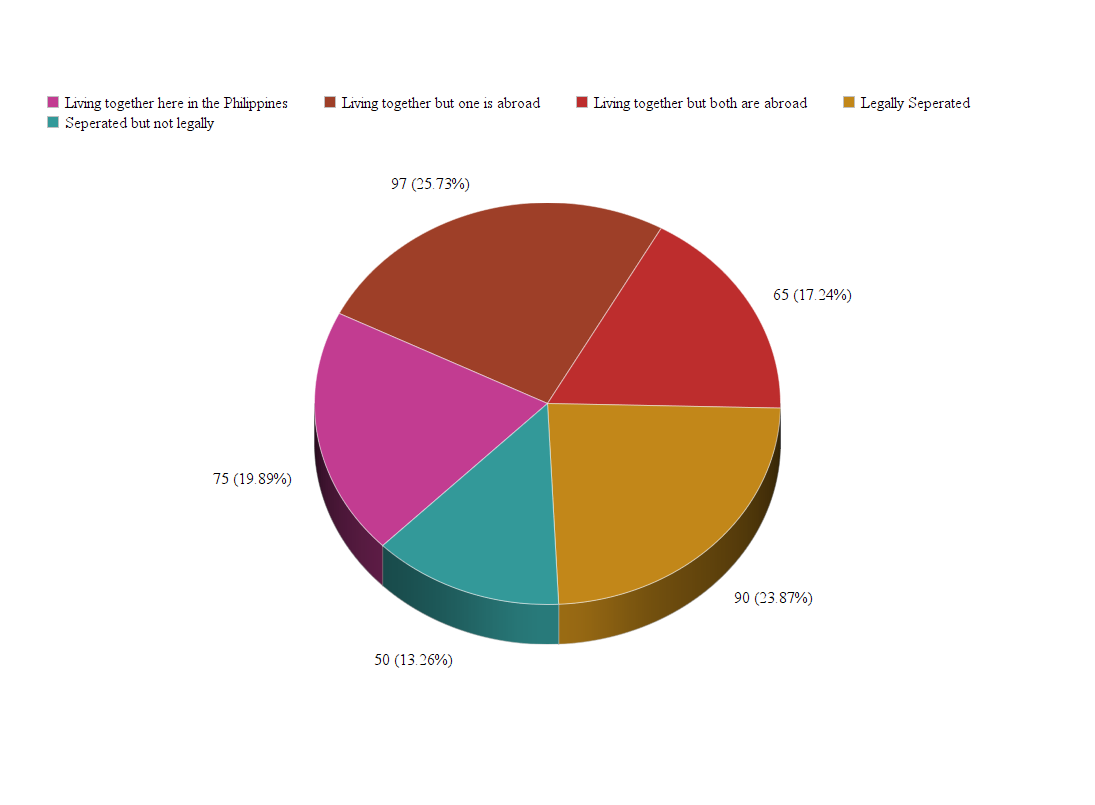 Living together here in the Philippines Living together but one is abroad Living together but both are abroad Legally Seperated
Seperated but not legally
97 (25.73%)
65 (17.24%)
75 (19.89%)
90 (23.87%)
50 (13.26%)